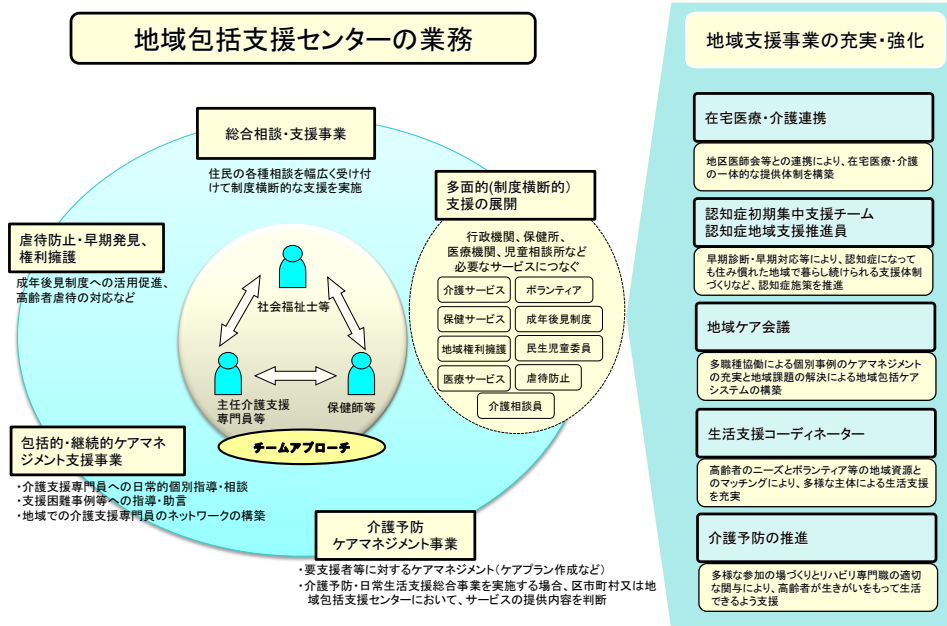 地域包括支援センターの業務
総合相談・支援事業
住民の各種相談を幅広く受け付
けて制度横断的な支援を実施
虐待防止・早期発見、
権利擁護
成年後見制度への活用促進、
高齢者虐待の対応など
多面的(制度横断的)
支援の展開
行政機関、保健所、
医療機関、児童相談所など
必要なサービスにつなぐ
介護サービス
ボランティア
保健サービス
成年後見制度
地域権利擁護
民生児童委員
医療サービス
虐待防止
介護相談員
社会福祉士等
主任介護支援
専門員等
保健師等
チームアプローチ
包括的・継続的ケアマネ
ジメント支援事業
・介護支援専門員への日常的個別指導・相談
・支援困難事例等への指導・助言
・地域での介護支援専門員のネットワークの構築
介護予防
ケアマネジメント事業
・要支援者等に対するケアマネジメント(ケアプラン作成など)
・介護予防・日常生活支援総合事業を実施する場合、区市町村又は地
域包括支援センターにおいて、サービスの提供内容を判断
地域支援事業の充実・強化
在宅医療・介護連携
地区医師会等との連携により、在宅医療・介護
の一体的な提供体制を構築
認知症初期集中支援チーム
認知症地域支援推進員
早期診断・早期対応等により、認知症になって
も住み慣れた地域で暮らし続けられる支援体制
づくりなど、認知症施策を推進
地域ケア会議
多職種協働による個別事例のケアマネジメント
の充実と地域課題の解決による地域包括ケア
システムの構築
生活支援コーディネーター
高齢者のニーズとボランティア等の地域資源と
のマッチングにより、多様な主体による生活支援
を充実
介護予防の推進
多様な参加の場づくりとリハビリ専門職の適切
な関与により、高齢者が生きがいをもって生活
できるよう支援